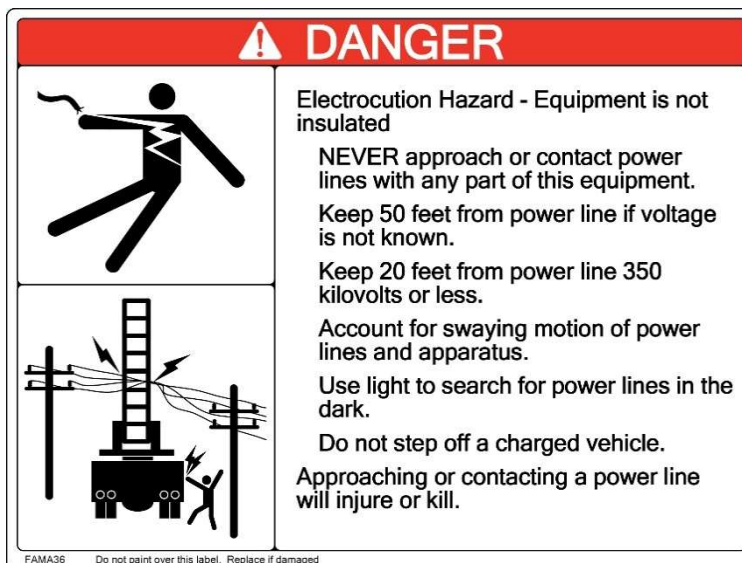 DANGER
Electrocution Hazard - Equipment is not
insulated
NEVER approach or contact power
lines with any part of this equipment.
Keep 50 feet from power line if voltage
is not known.
Keep 20 feet from power line 350
kilovolts or less.
Account for swaying motion of power
lines and apparatus.
Use light to search for power lines in the
dark.
Do not step off a charged vehicle.
Approaching or contacting a power line
will injure or kill.
FAMA36 Do not paint over this label. Replace if damaged